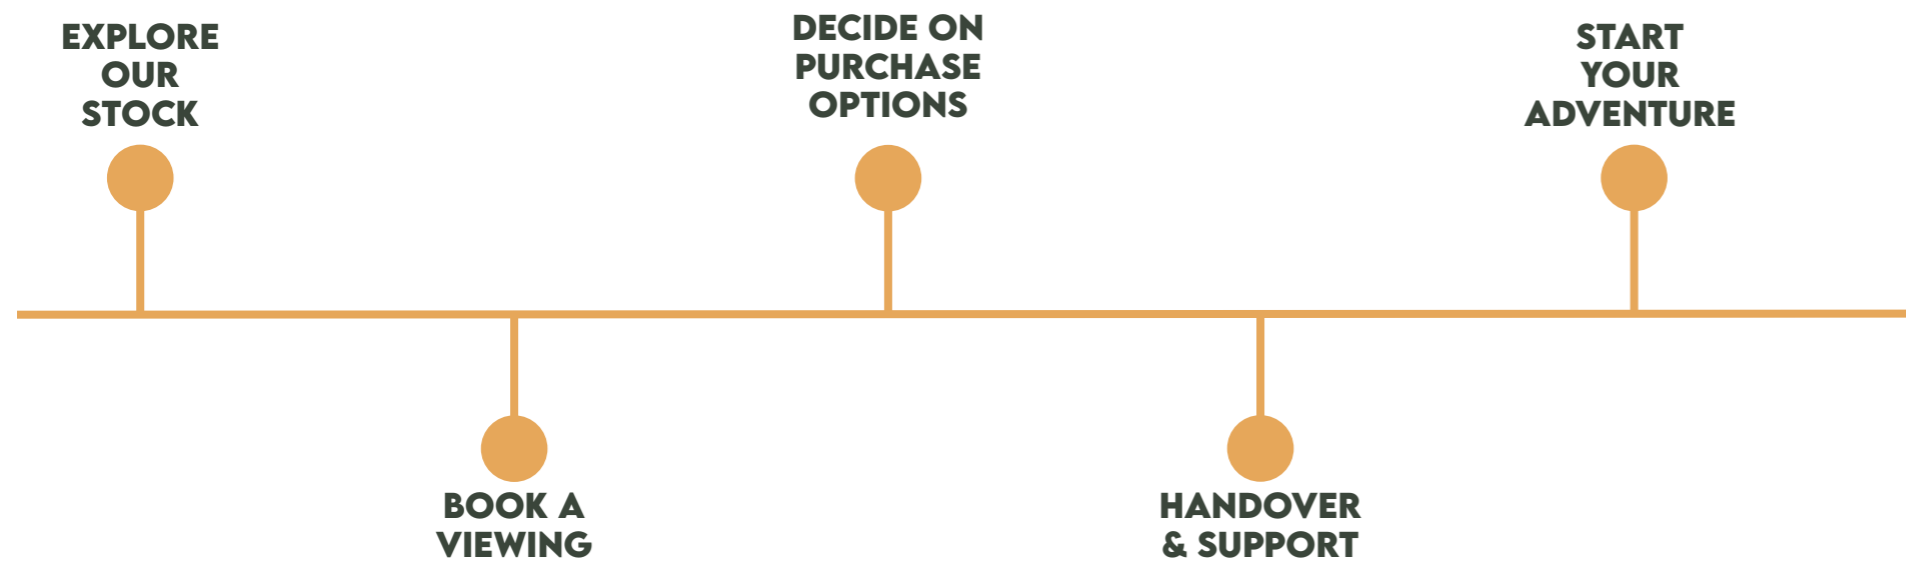 EXPLORE
OUR
STOCK
BOOK A
VIEWING
DECIDE ON
PURCHASE
OPTIONS
HANDOVER
& SUPPORT
START
YOUR
ADVENTURE